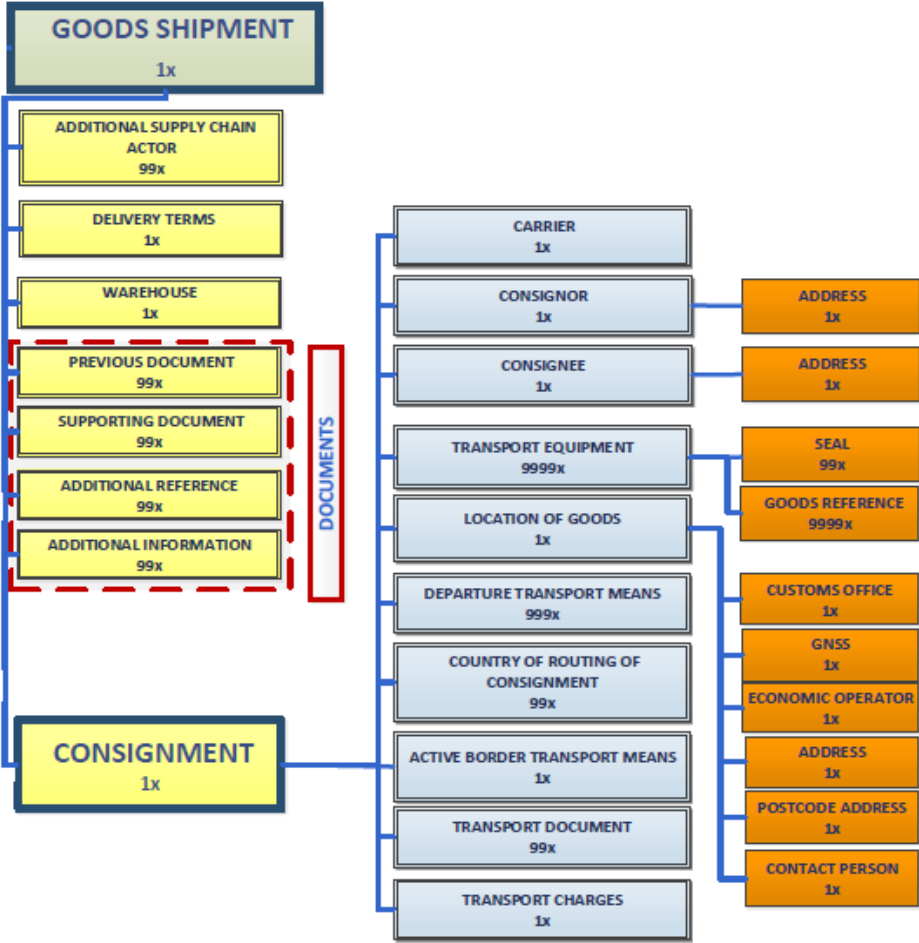 GOODS SHIPMENT
1x
ADDITIONAL SUPPLY CHAIN
ACTOR
99x
DELIVERY TERMS
1x
WAREHOUSE
1x
PREVIOUS DOCUMENT
99x
SUPPORTING DOCUMENT
99x
ADDITIONAL REFERENCE
99x
ADDITIONAL INFORMATION
99x
DOCUMENTS
CONSIGNMENT
1x
CARRIER
1x
CONSIGNOR
1x
CONSIGNEE
1x
TRANSPORT EQUIPMENT
9999x
LOCATION OF GOODS
1x
DEPARTURE TRANSPORT MEANS
999x
COUNTRY OF ROUTING OF
CONSIGNMENT
99x
ACTIVE BORDER TRANSPORT MEANS
1x
TRANSPORT DOCUMENT
99x
TRANSPORT CHARGES
1x
ADDRESS
1x
ADDRESS
1x
SEAL
99x
GOODS REFERENCE
9999x
CUSTOMS OFFICE
1x
GNSS
1x
ECONOMIC OPERATOR
1x
ADDRESS
1x
POSTCODE ADDRESS
1x
CONTACT PERSON
1x